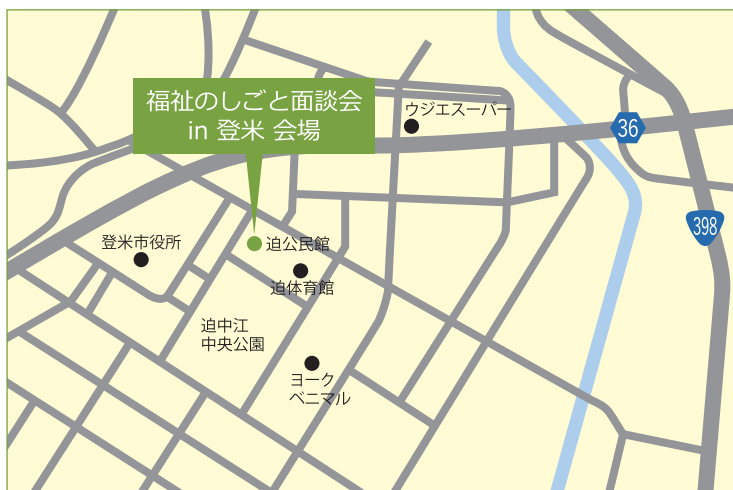 福祉のしごと面談会
in 登米 会場
ウジエスーパー
36
398
登米市役所
迫公民館
迫体育館
迫中江
中央公園
ヨーク
ベニマル